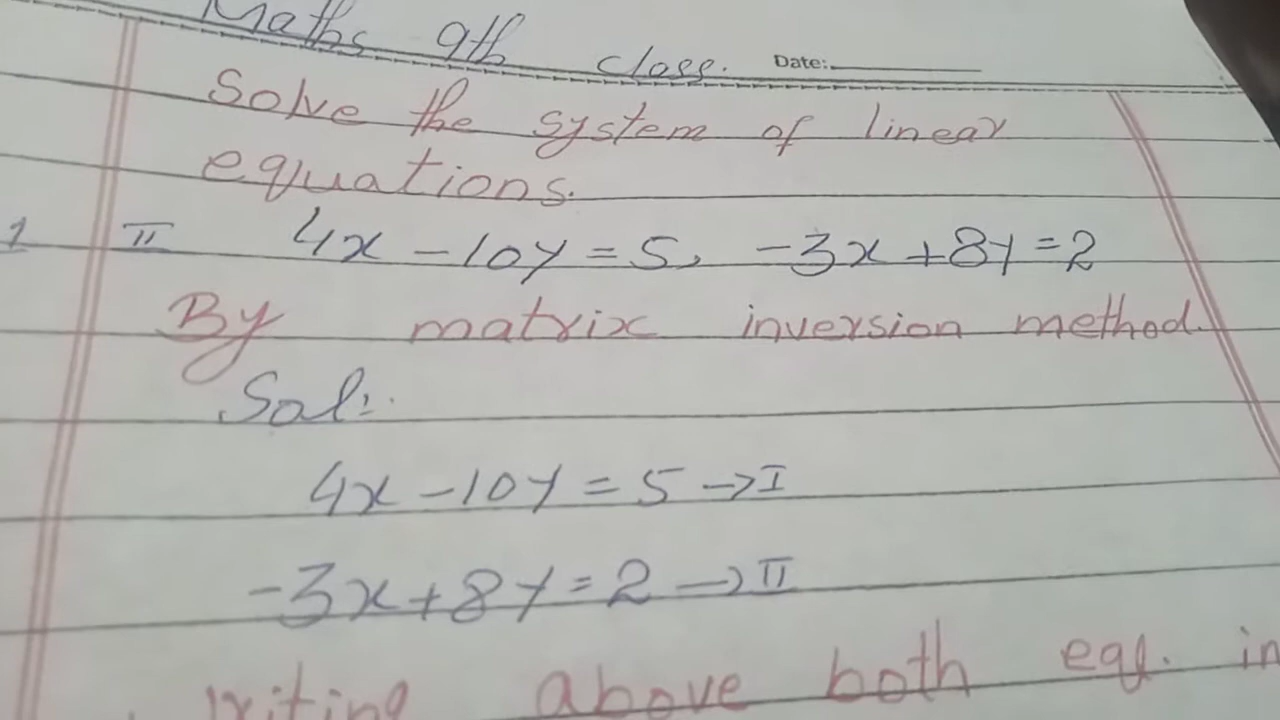 Maths 9th class. Date:
Solve the system of linear
equations.
1 II 4x - 10y = 5, -3x + 8y = 2
By matrix inversion method.
Sol:.
4x - 10y = 5 → I
-3x + 8y = 2 → II
above both eq. in